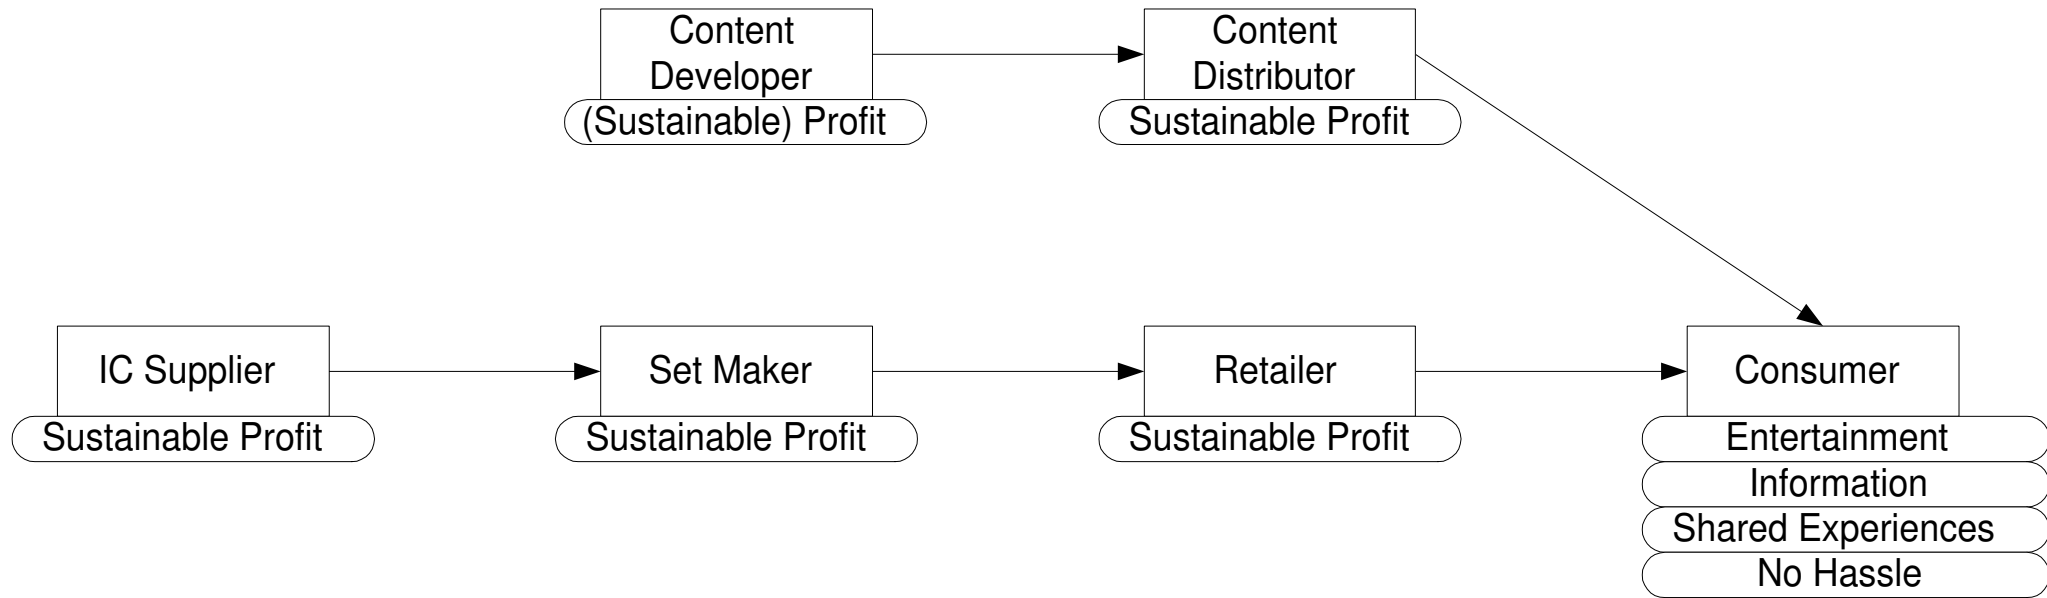 Content
Developer
(Sustainable) Profit
Content
Distributor
Sustainable Profit
IC Supplier
Sustainable Profit
Set Maker
Sustainable Profit
Retailer
Sustainable Profit
Consumer
Entertainment
Information
Shared Experiences
No Hassle